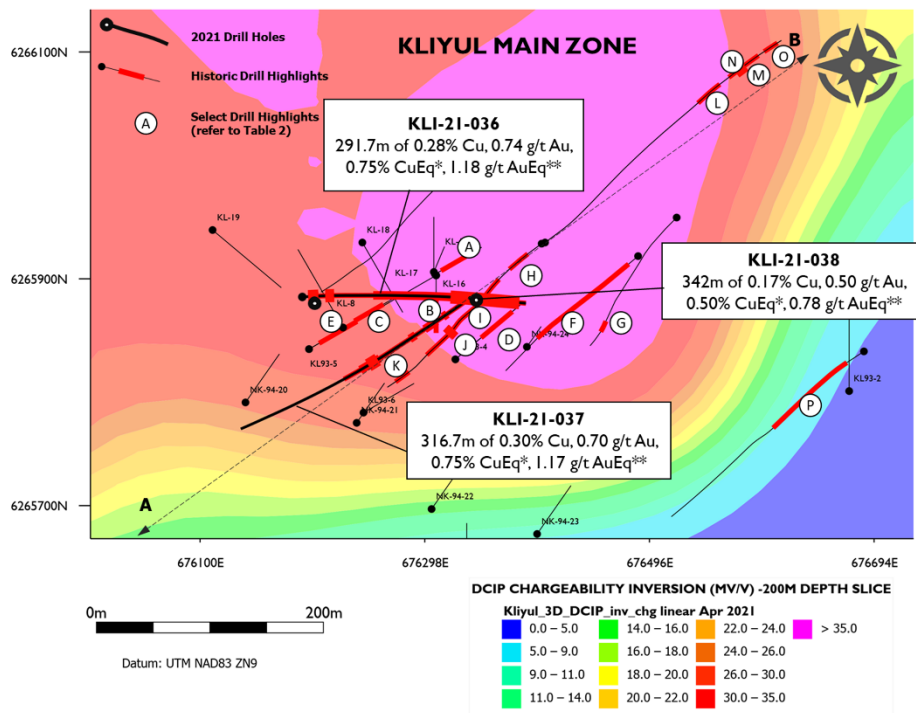 6266100N
6265900N
6265700N
2021 Drill Holes
Historic Drill Highlights
A
Select Drill Highlights
(refer to Table 2)
KLIYUL MAIN ZONE
B
N
O
M
L
KLI-21-036
291.7m of 0.28% Cu, 0.74 g/t Au,
0.75% CuEq*, 1.18 g/t AuEq**
KL-19
KL-18
A
KL-17
KL-16
H
KLI-21-038
342m of 0.17% Cu, 0.50 g/t Au,
0.50% CuEq*, 0.78 g/t AuEq**
KL-8
E
C
B
I
D
F
G
J
NK-94-24
KL93-5
K
KL93-2
NK-94-20
KL93-6
NK-94-21
P
KLI-21-037
316.7m of 0.30% Cu, 0.70 g/t Au,
0.75% CuEq*, 1.17 g/t AuEq**
A
NK-94-22
NK-94-23
676100E
676298E
676496E
676694E
0m
200m
Datum: UTM NAD83 ZN9
DCIP CHARGEABILITY INVERSION (MV/V) -200M DEPTH SLICE
Kliyul_3D_DCIP_inv_chg linear Apr 2021
0.0 – 5.0
14.0 – 16.0
22.0 – 24.0
> 35.0
5.0 – 9.0
16.0 – 18.0
24.0 – 26.0
9.0 – 11.0
18.0 – 20.0
26.0 – 30.0
11.0 – 14.0
20.0 – 22.0
30.0 – 35.0